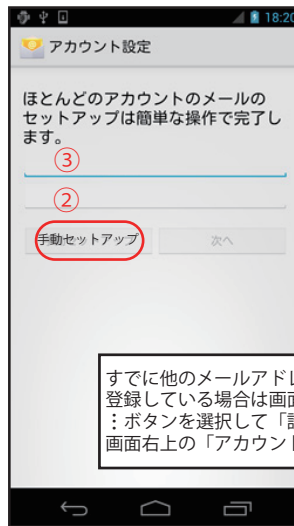 18:20
アカウント設定
ほとんどのアカウントのメールの
セットアップは簡単な操作で完了し
ます。
③
②
手動セットアップ 次へ
すでに他のメールアドレ
登録している場合は画面
⋮ボタンを選択して「設
画面右上の「アカウント